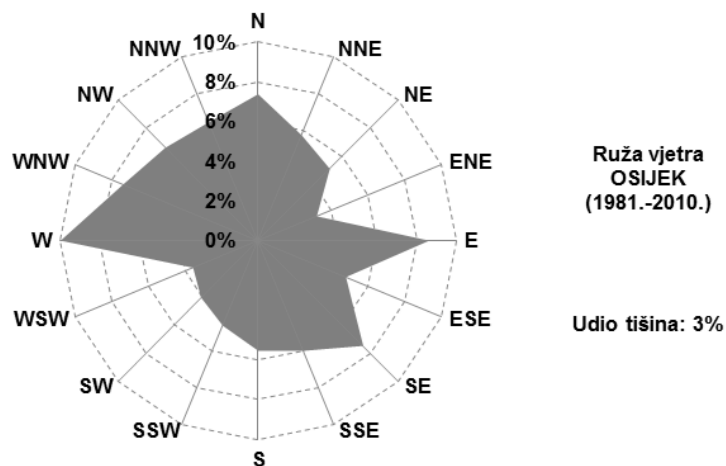 N
NNW
10%
NNE
NW
8%
NE
6%
WNW
4%
ENE
2%
W
0%
E
WSW
ESE
SW
SE
SSW
SSE
S
Ruža vjetra
OSIJEK
(1981.-2010.)
Udio tišina: 3%